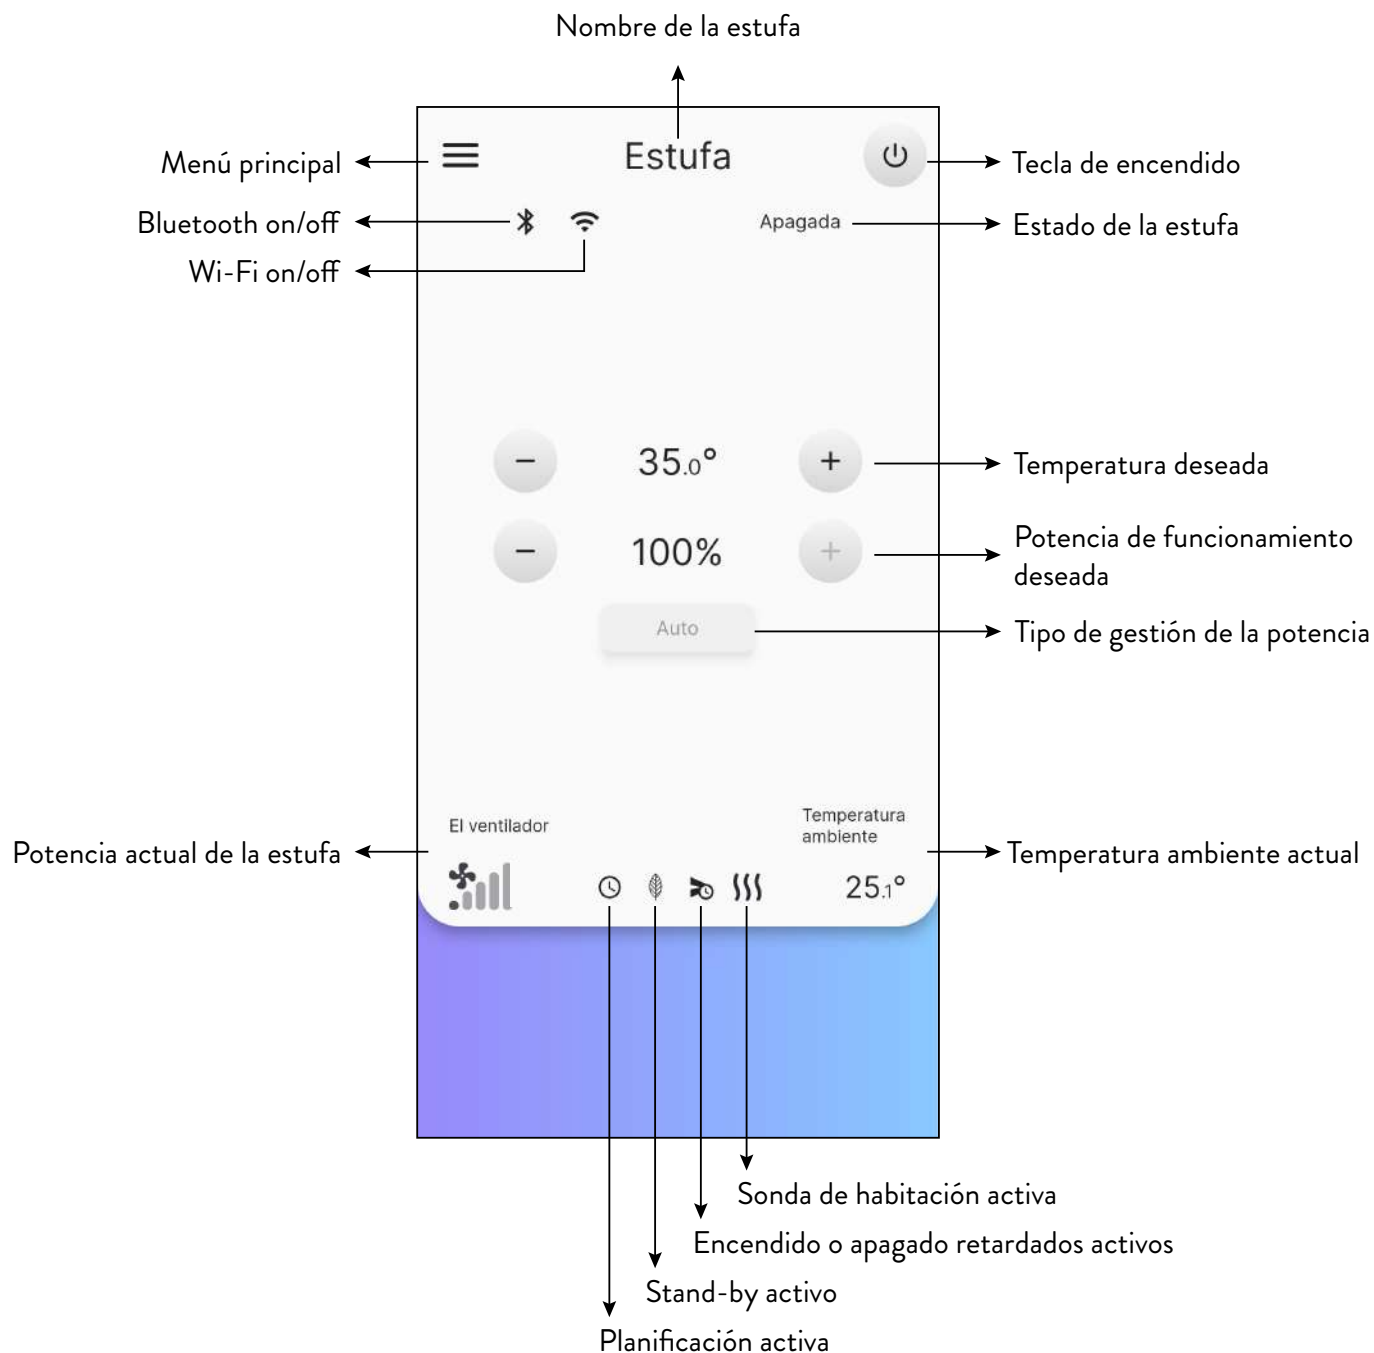 Nombre de la estufa
Menú principal
Estufa
Tecla de encendido
Bluetooth on/off
Apagada
Estado de la estufa
Wi-Fi on/off
35.0°
Temperatura deseada
100%
Potencia de funcionamiento
deseada
Auto
Tipo de gestión de la potencia
El ventilador
Temperatura
ambiente
Potencia actual de la estufa
Temperatura ambiente actual
25.1°
Sonda de habitación activa
Encendido o apagado retardados activos
Stand-by activo
Planificación activa